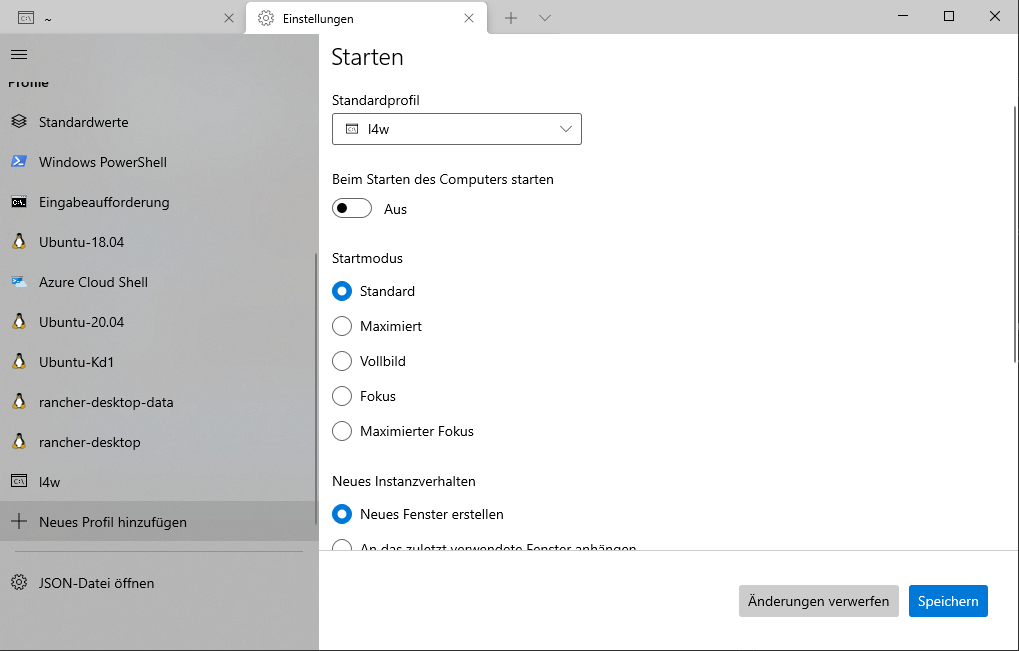 ~
Einstellungen
Profile
Standardwerte
Windows PowerShell
Eingabeaufforderung
Ubuntu-18.04
Azure Cloud Shell
Ubuntu-20.04
Ubuntu-Kd1
rancher-desktop-data
rancher-desktop
l4w
Neues Profil hinzufügen
JSON-Datei öffnen
Starten
Standardprofil
l4w
Beim Starten des Computers starten
Aus
Startmodus
Standard
Maximiert
Vollbild
Fokus
Maximierter Fokus
Neues Instanzverhalten
Neues Fenster erstellen
An das zuletzt verwendete Fenster anhängen
Änderungen verwerfen
Speichern